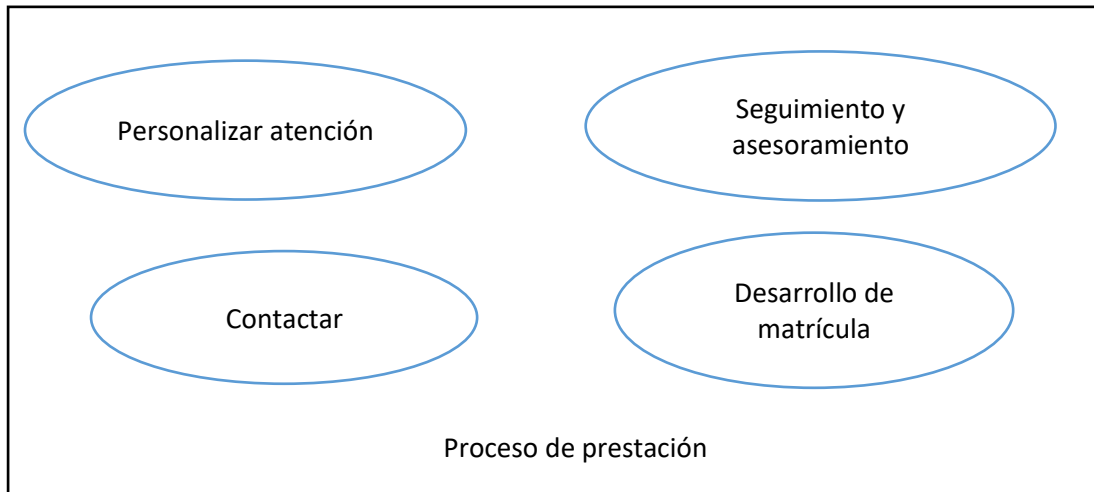 Personalizar atención
Seguimiento y
asesoramiento
Contactar
Desarrollo de
matrícula
Proceso de prestación